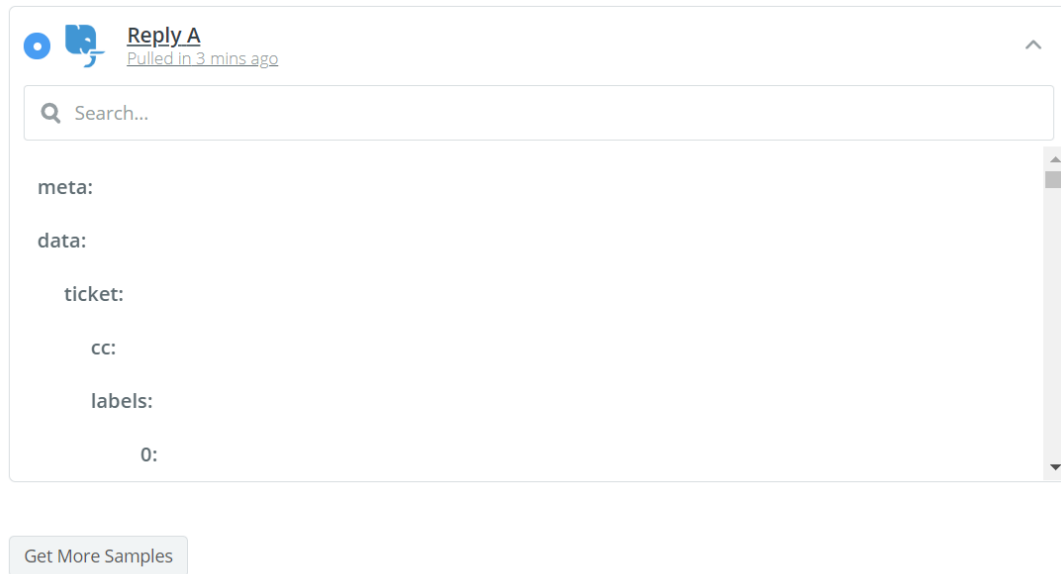 Reply A
Pulled in 3 mins ago
Search...
meta:
data:
ticket:
cc:
labels:
0:
Get More Samples